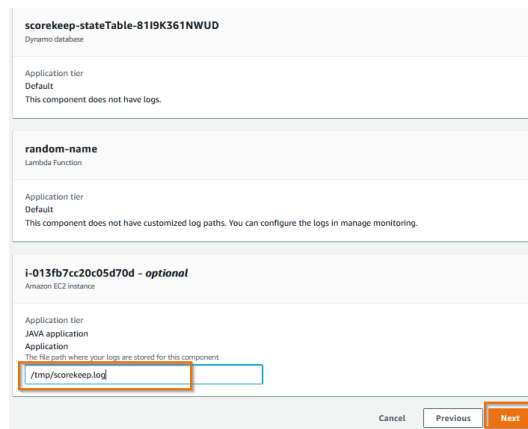 scorekeep-stateTable-81I9K361NWUD
Dynamo database
Application tier
Default
This component does not have logs.
random-name
Lambda Function
Application tier
Default
This component does not have customized log paths. You can configure the logs in manage monitoring.
i-013fb7cc20c05d70d – optional
Amazon EC2 instance
Application tier
JAVA application
Application
The file path where your logs are stored for this component
/tmp/scorekeep.log
Cancel Previous Next